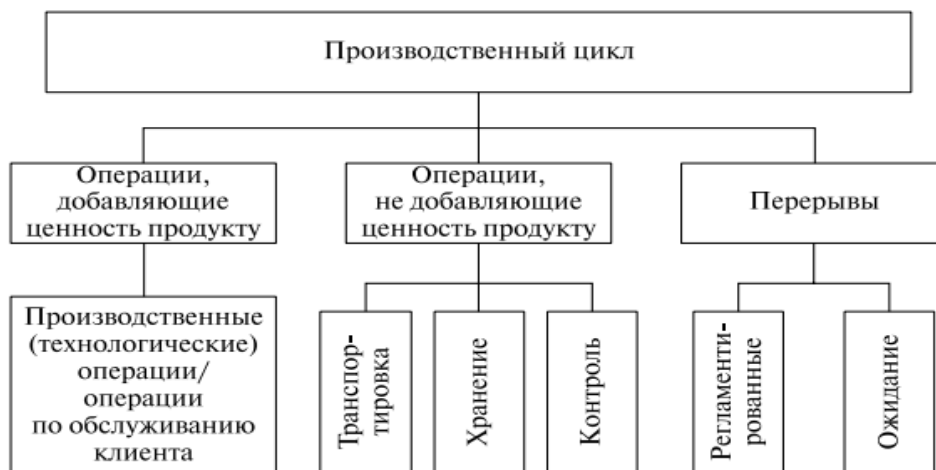 Производственный цикл
Операции,
добавляющие
ценность продукту
Операции,
не добавляющие
ценность продукту
Перерывы
Производственные
(технологические)
операции/
операции
по обслуживанию
клиента
Транспор-
тировка
Хранение
Контроль
Регламенти-
рованные
Ожидание